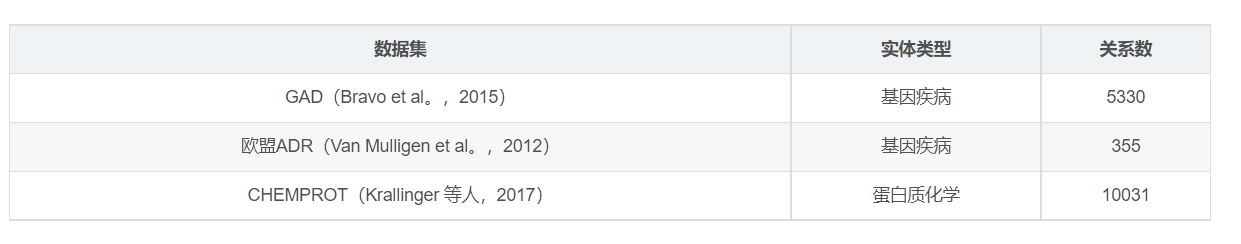 数据集 实体类型 关系数
GAD（Bravo et al。，2015） 基因疾病 5330
欧盟ADR（Van Mulligen et al。，2012） 基因疾病 355
CHEMPROT（Krallinger 等人，2017） 蛋白质化学 10031